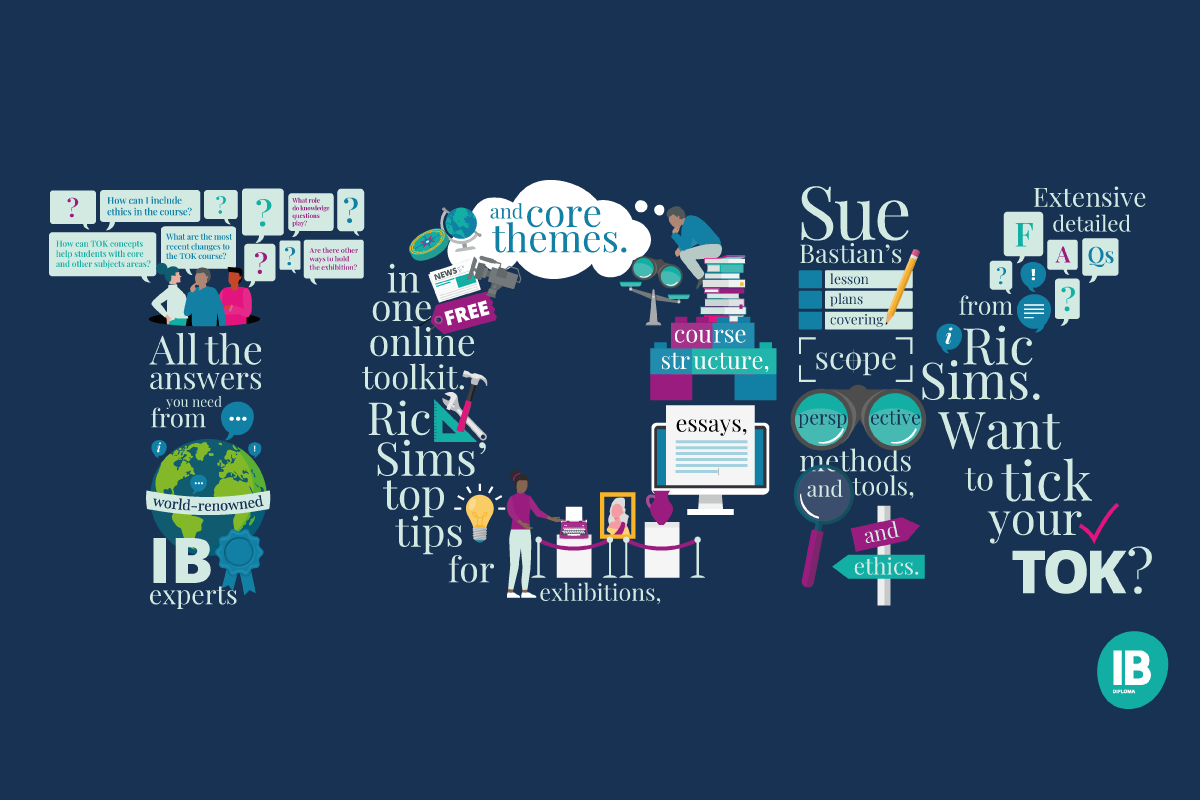 ?
How can I include
ethics in the course?
?
?
What role
do knowledge
questions
play?
?
How can TOK concepts
help students with core
and other subjects areas?
What are the most
recent changes to
the TOK course?
?
?
Are there other
ways to hold
the exhibition?
All the
answers
you need
from
i
!
world-renowned
IB
experts
in
one
online
toolkit.
NEWS
FREE
Ric
Sims’
top
tips
for
exhibitions,
essays,
course
structure,
and core
themes.
Sue
Bastian’s
lesson
plans
covering:
scope
perspective
methods
and tools,
and
ethics.
Extensive
detailed
F
A
Qs
?
!
?
from
i
Ric
Sims.
Want
to tick
your
TOK?
IB
DIPLOMA